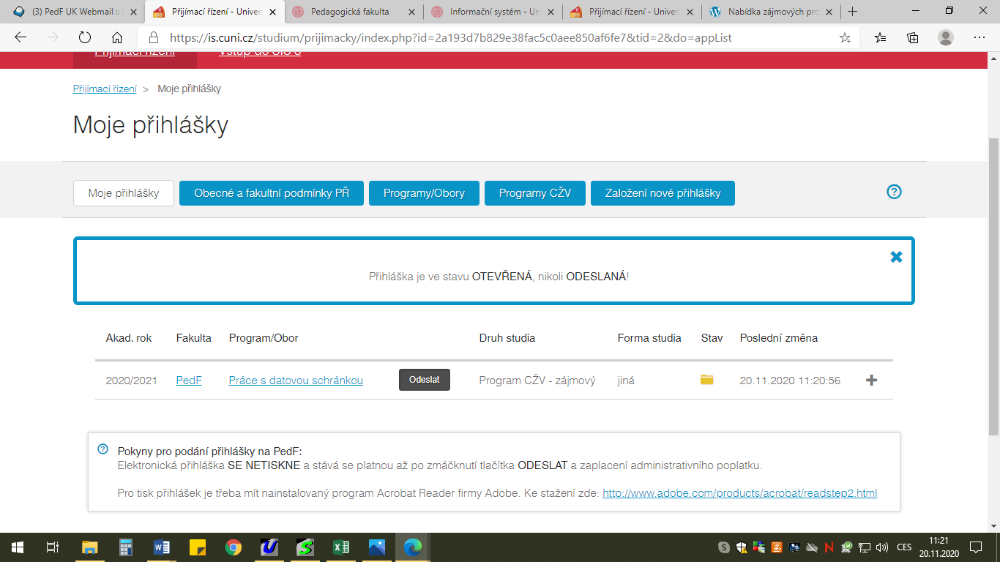 (3) PedF UK Webmail ::
Přijímací řízení - Univer
Pedagogická fakulta
Informační systém - Un
Přijímací řízení - Univer
Nabídka zájmových pro
https://is.cuni.cz/studium/prijimacky/index.php?id=2a193d7b829e38fac5c0aee850af6fe7&tid=2&do=appList
Přijímací řízení
Vstup do SIS 3
Přijímací řízení > Moje přihlášky
Moje přihlášky
Moje přihlášky
Obecné a fakultní podmínky PŘ
Programy/Obory
Programy CŽV
Založení nové přihlášky
Přihláška je ve stavu OTEVŘENÁ, nikoli ODESLANÁ!
Akad. rok Fakulta Program/Obor Druh studia Forma studia Stav Poslední změna
2020/2021 PedF Práce s datovou schránkou Odeslat Program CŽV - zájmový jiná 20.11.2020 11:20:56
Pokyny pro podání přihlášky na PedF:
Elektronická přihláška SE NETISKNE a stává se platnou až po zmáčknutí tlačítka ODESLAT a zaplacení administrativního poplatku.
Pro tisk přihlášek je třeba mít nainstalovaný program Acrobat Reader firmy Adobe. Ke stažení zde: http://www.adobe.com/products/acrobat/readstep2.html
CES
11:21
20.11.2020